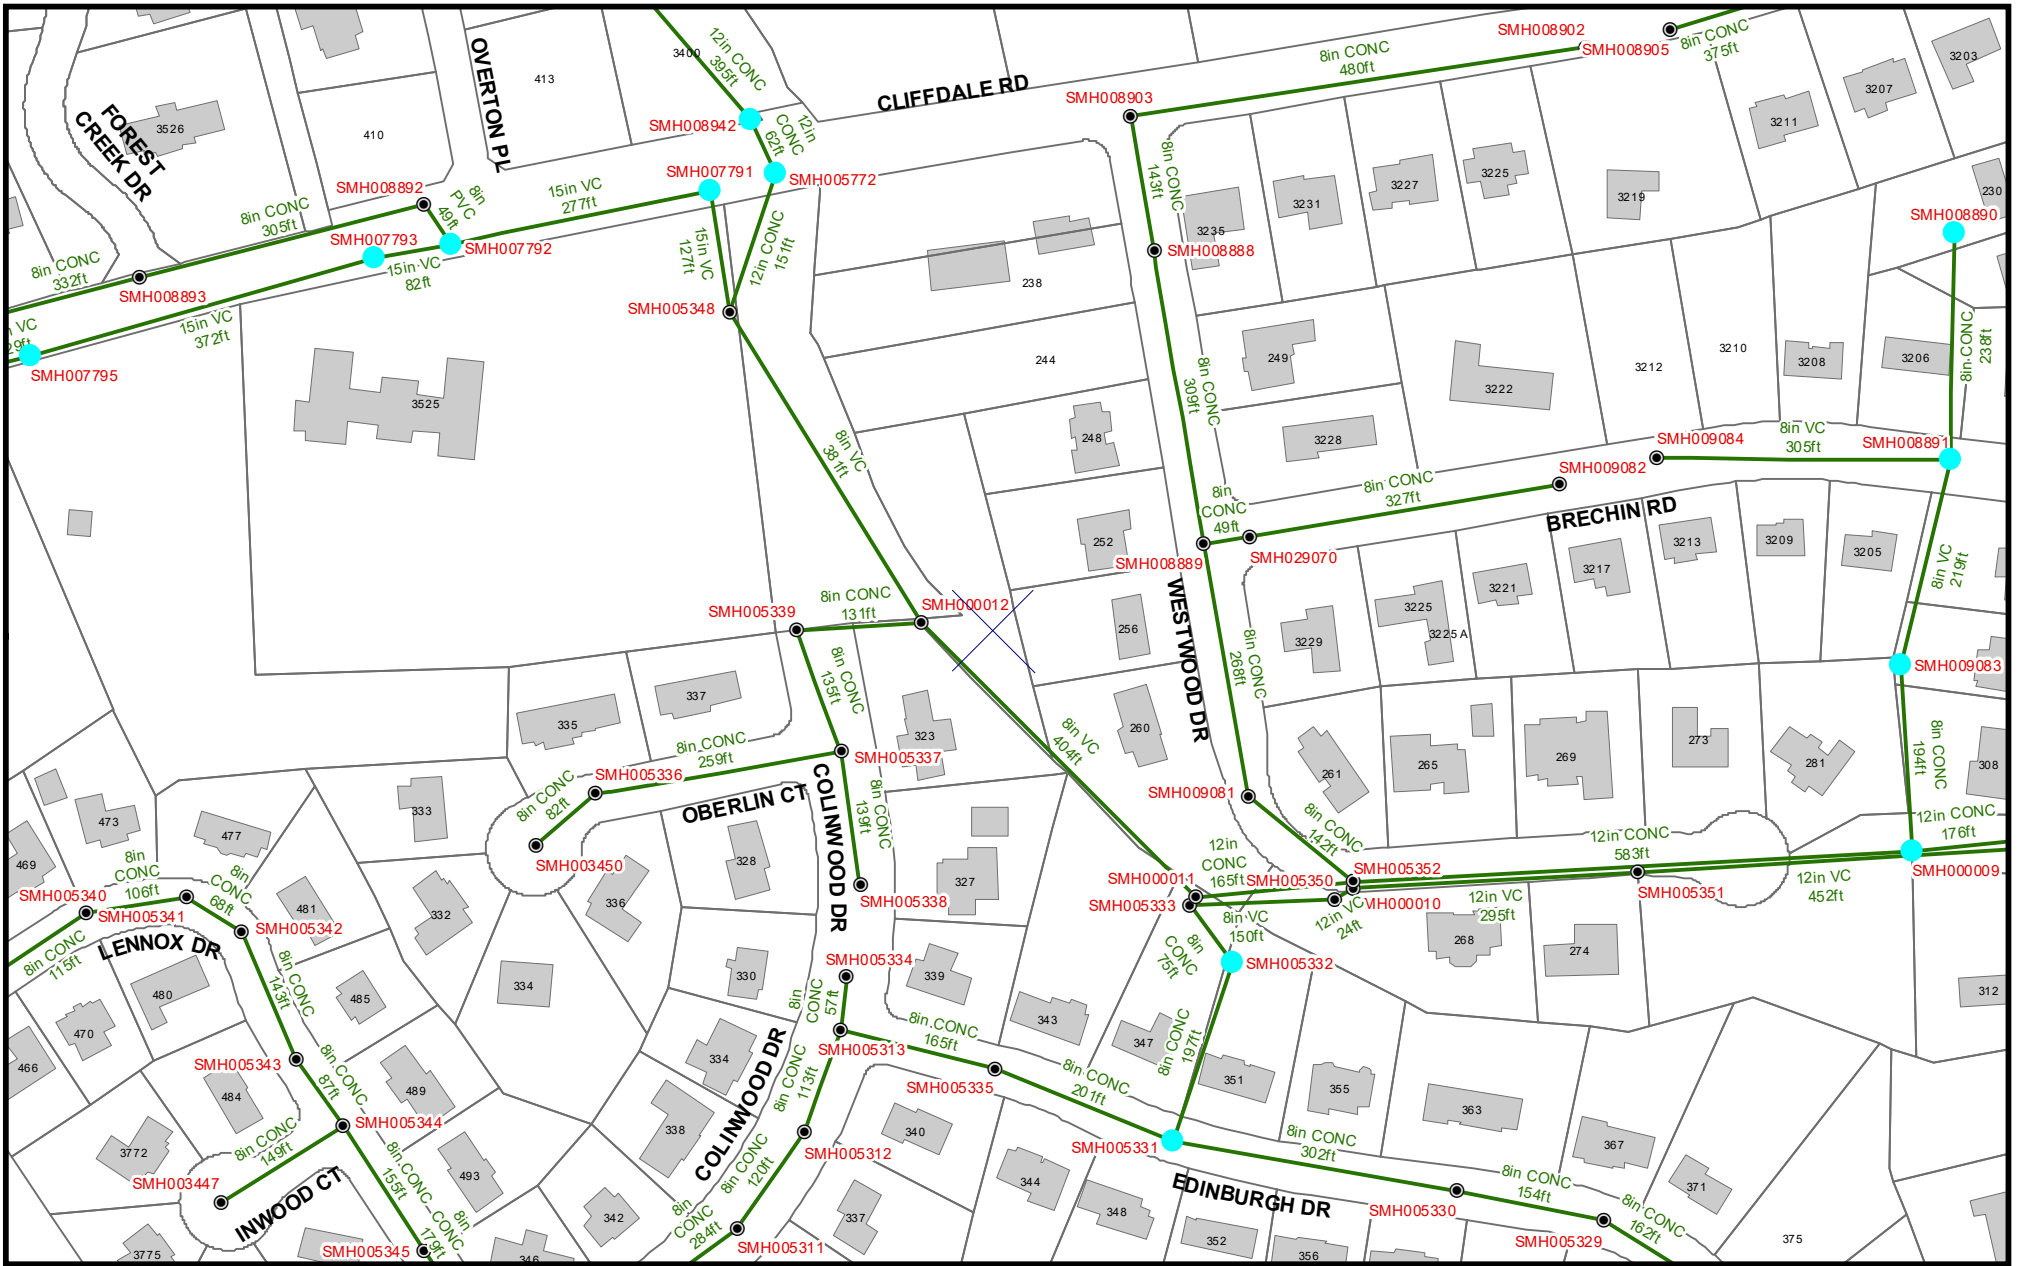 SMH008902
SMH008905
8in CONC
375ft
3203
3207
3211
8in CONC
480ft
12in CONC
395ft
3400
413
OVERTON PL
CLIFFDALE RD
SMH008903
FOREST
CREEK DR
3526
410
SMH008942
12in
CONC
62ft
SMH005772
SMH007791
15in VC
277ft
SMH008892
8in
PVC
49ft
8in CONC
305ft
SMH007793
SMH007792
15in VC
82ft
8in CONC
332ft
SMH008893
15in VC
372ft
VC
29ft
SMH007795
15in VC
127ft
12in CONC
151ft
SMH005348
8in CONC
143ft
3235
3231
3227
3225
3219
230
SMH008890
SMH008888
238
244
8in CONC
309ft
249
3222
3212
3210
3208
3206
8in CONC
238ft
3525
8in VC
381ft
248
3228
SMH009084
8in VC
305ft
SMH008891
SMH009082
8in CONC
327ft
8in
CONC
49ft
BRECHIN RD
252
SMH008889
SMH029070
3213
3209
3205
8in VC
219ft
3217
3221
3225
3225A
3229
WESTWOOD DR
256
8in CONC
131ft
SMH005339
SMH000012
8in CONC
268ft
SMH009083
8in CONC
135ft
337
335
323
8in VC
404ft
260
261
265
269
273
281
308
8in CONC
194ft
8in CONC
259ft
SMH005337
SMH005336
8in CONC
82ft
OBERLIN CT
COLINWOOD DR
8in CONC
139ft
SMH009081
8in CONC
142ft
12in CONC
583ft
12in CONC
176ft
333
473
477
469
SMH003450
328
327
12in
CONC
165ft
SMH000011
SMH005350
SMH005352
SMH005333
MH000010
SMH005351
SMH000009
12in VC
452ft
12in VC
295ft
12in VC
24ft
8in VC
150ft
8in
CONC
106ft
8in
CONC
68ft
SMH005340
SMH005341
SMH005342
481
332
336
SMH005338
8in CONC
115ft
LENNOX DR
8in
CONC
75ft
SMH005332
268
274
312
SMH005334
330
339
334
480
485
8in CONC
143ft
8in
CONC
57ft
343
347
8in CONC
197ft
470
466
SMH005313
8in CONC
165ft
334
SMH005343
8in CONC
87ft
489
484
8in CONC
113ft
SMH005335
8in CONC
201ft
351
355
363
COLINWOOD DR
338
340
SMH005344
8in CONC
149ft
3772
SMH003447
SMH005312
SMH005331
8in CONC
302ft
367
8in CONC
155ft
493
8in CONC
120ft
344
348
EDINBURGH DR
8in CONC
154ft
371
SMH005330
8in CONC
162ft
INWOOD CT
342
8in
CONC
284ft
337
352
SMH005329
375
8in
CONC
179ft
SMH005345
SMH005311
3775
346
356